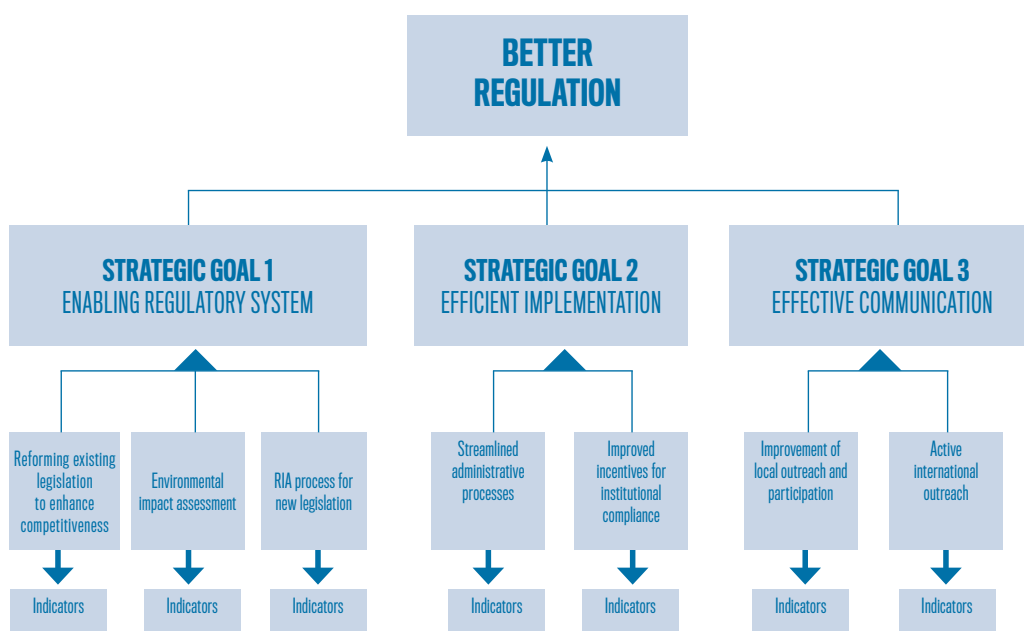 BETTER
REGULATION
STRATEGIC GOAL 1
ENABLING REGULATORY SYSTEM
STRATEGIC GOAL 2
EFFICIENT IMPLEMENTATION
STRATEGIC GOAL 3
EFFECTIVE COMMUNICATION
Reforming existing
legislation
to enhance
competitiveness
Environmental
impact assessment
RIA process for
new legislation
Streamlined
administrative
processes
Improved
incentives for
institutional
compliance
Improvement of
local outreach and
participation
Active
international
outreach
Indicators
Indicators
Indicators
Indicators
Indicators
Indicators
Indicators